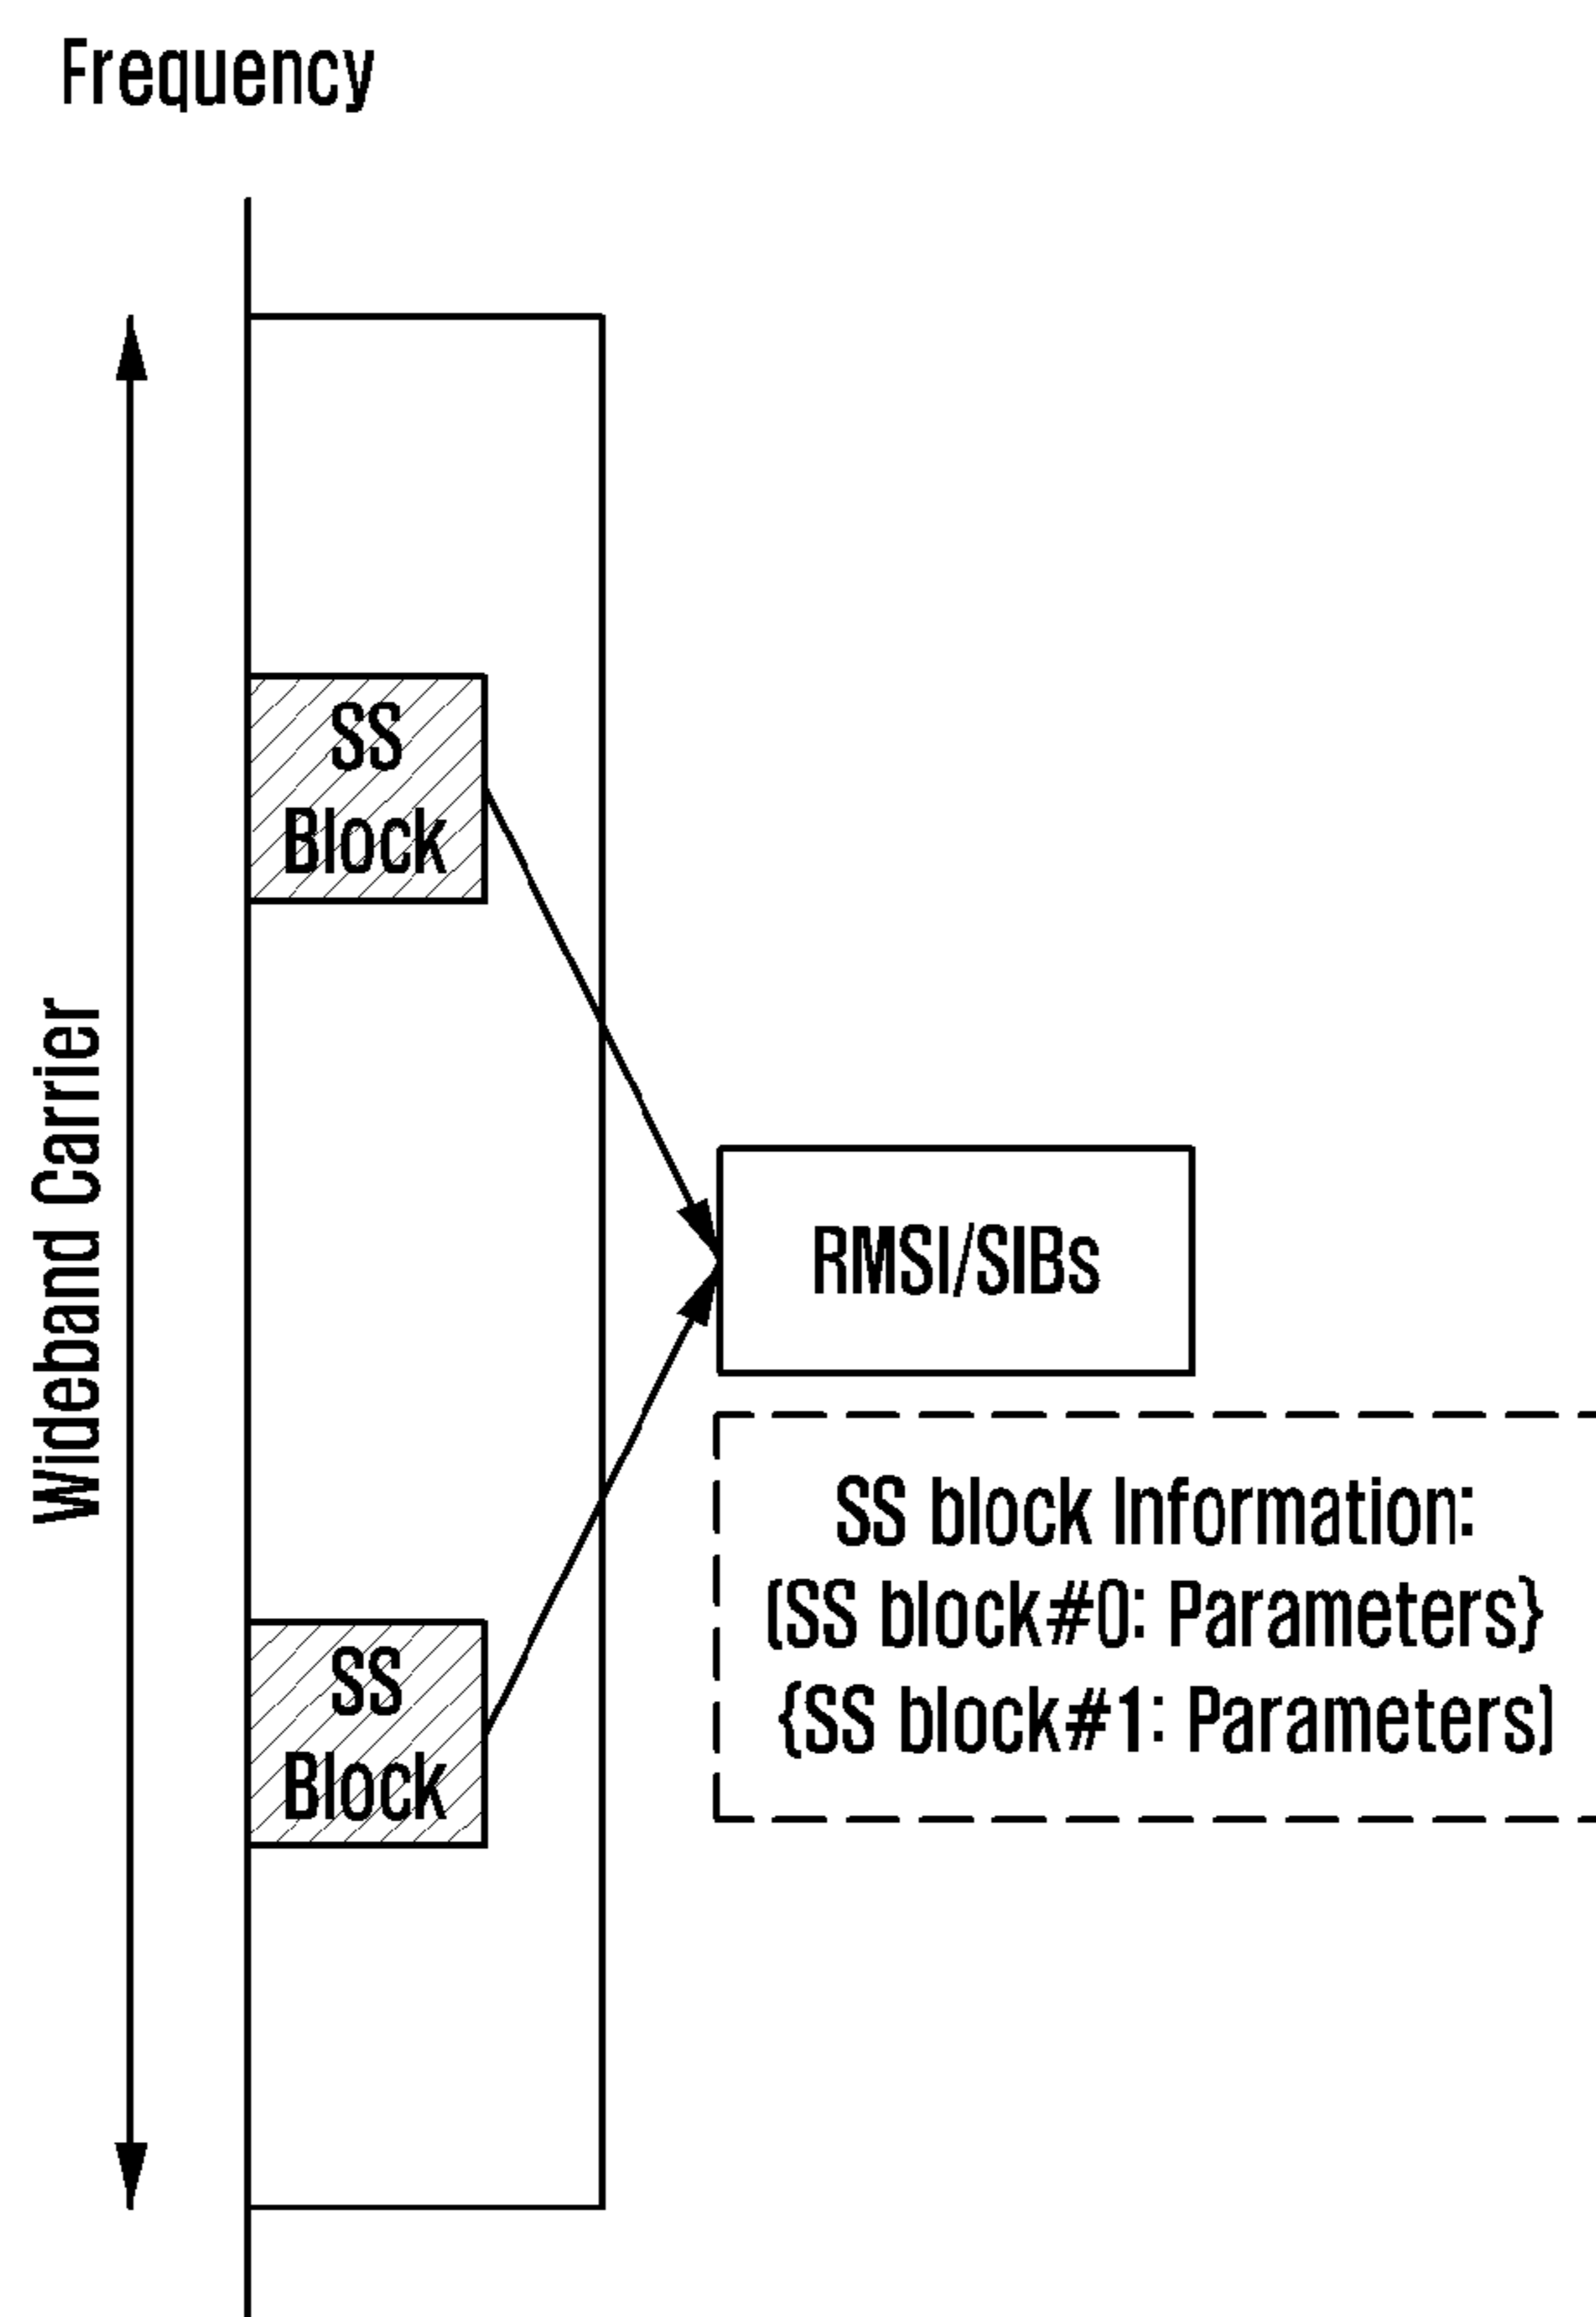 Frequency
Wideband Carrier
SS
Block
RMSI/SIBs
SS block Information:
[SS block#0: Parameters}
{SS block#1: Parameters]
SS
Block